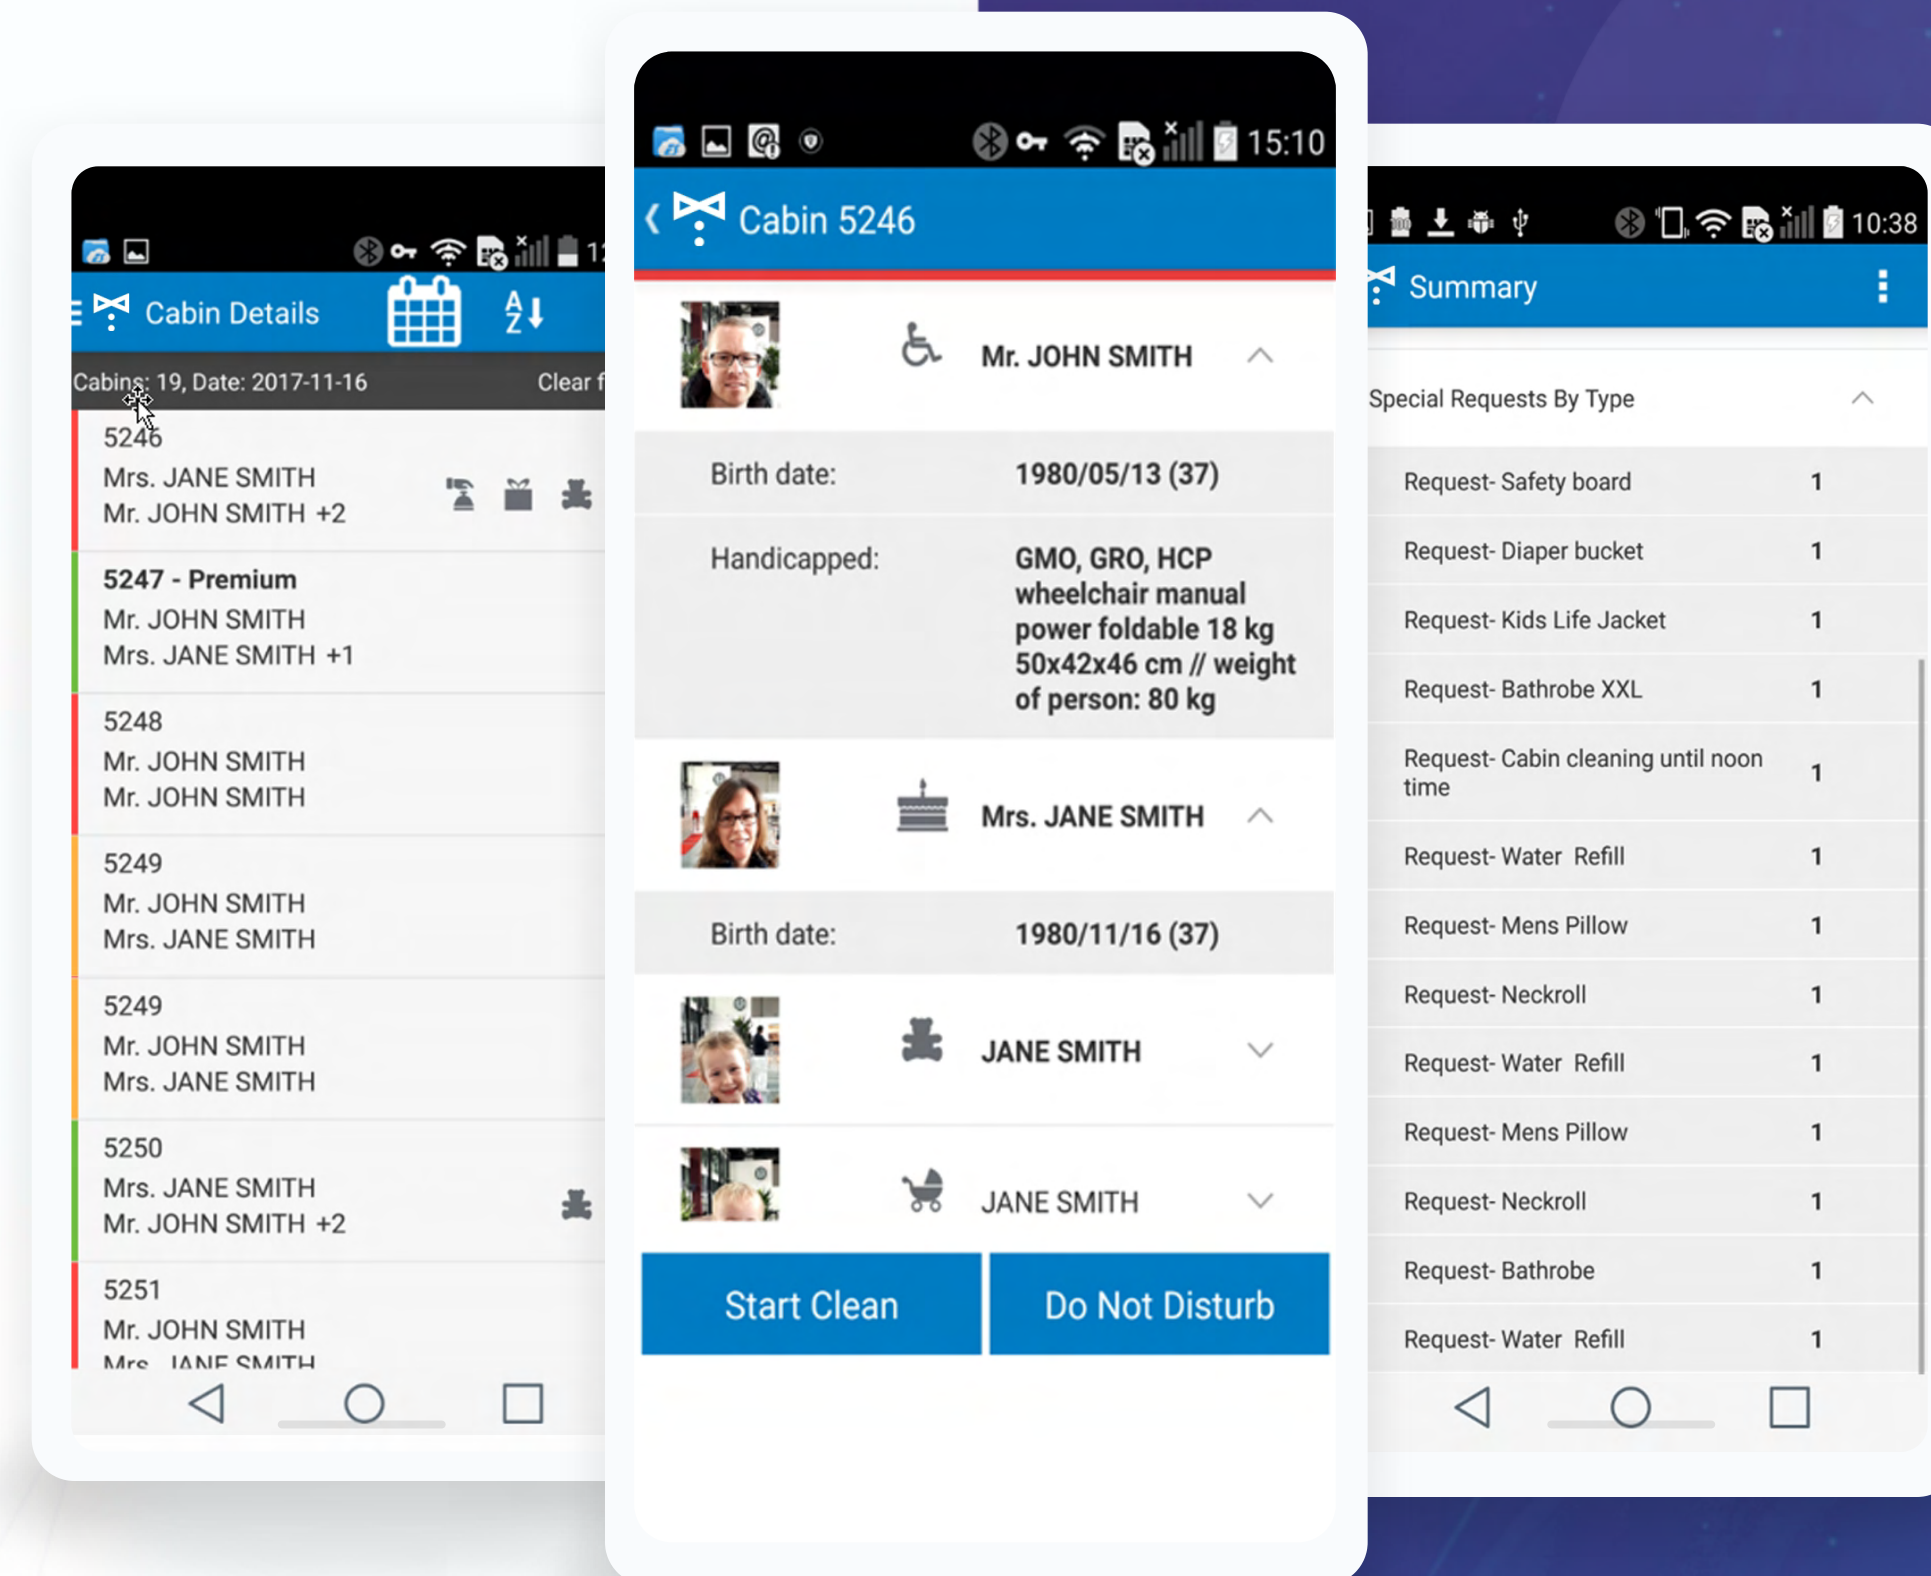 Cabin Details
A
Z
Cabins: 19, Date: 2017-11-16
Clear
5246
Mrs. JANE SMITH
Mr. JOHN SMITH +2
5247 - Premium
Mr. JOHN SMITH
Mrs. JANE SMITH +1
5248
Mr. JOHN SMITH
Mr. JOHN SMITH
5249
Mr. JOHN SMITH
Mrs. JANE SMITH
5249
Mr. JOHN SMITH
Mrs. JANE SMITH
5250
Mrs. JANE SMITH
Mr. JOHN SMITH +2
5251
Mr. JOHN SMITH
Mrs. JANE SMITH
15:10
Cabin 5246
Mr. JOHN SMITH
Birth date: 1980/05/13 (37)
Handicapped: GMO, GRO, HCP
wheelchair manual
power foldable 18 kg
50x42x46 cm // weight
of person: 80 kg
Mrs. JANE SMITH
Birth date: 1980/11/16 (37)
JANE SMITH
JANE SMITH
Start Clean
Do Not Disturb
100
10:38
Summary
Special Requests By Type
Request- Safety board 1
Request- Diaper bucket 1
Request- Kids Life Jacket 1
Request- Bathrobe XXL 1
Request- Cabin cleaning until noon
time 1
Request- Water Refill 1
Request- Mens Pillow 1
Request- Neckroll 1
Request- Water Refill 1
Request- Mens Pillow 1
Request- Neckroll 1
Request- Bathrobe 1
Request- Water Refill 1